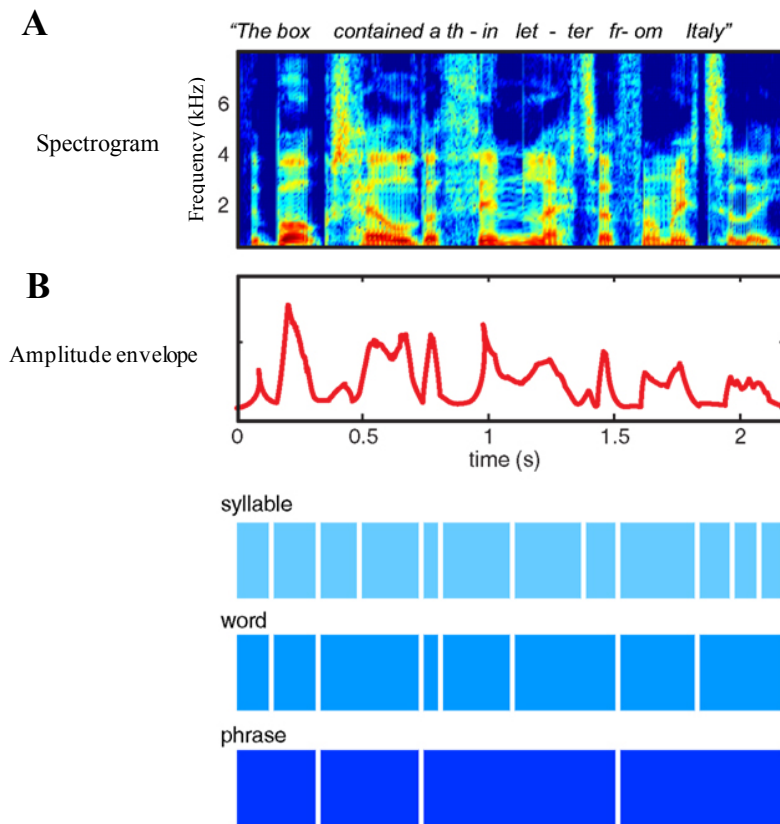 A
“The box contained a th - in let - ter fr- om Italy”
Spectrogram
Frequency (kHz)
6
4
2
B
Amplitude envelope
0 0.5 1 1.5 2
time (s)
syllable
word
phrase